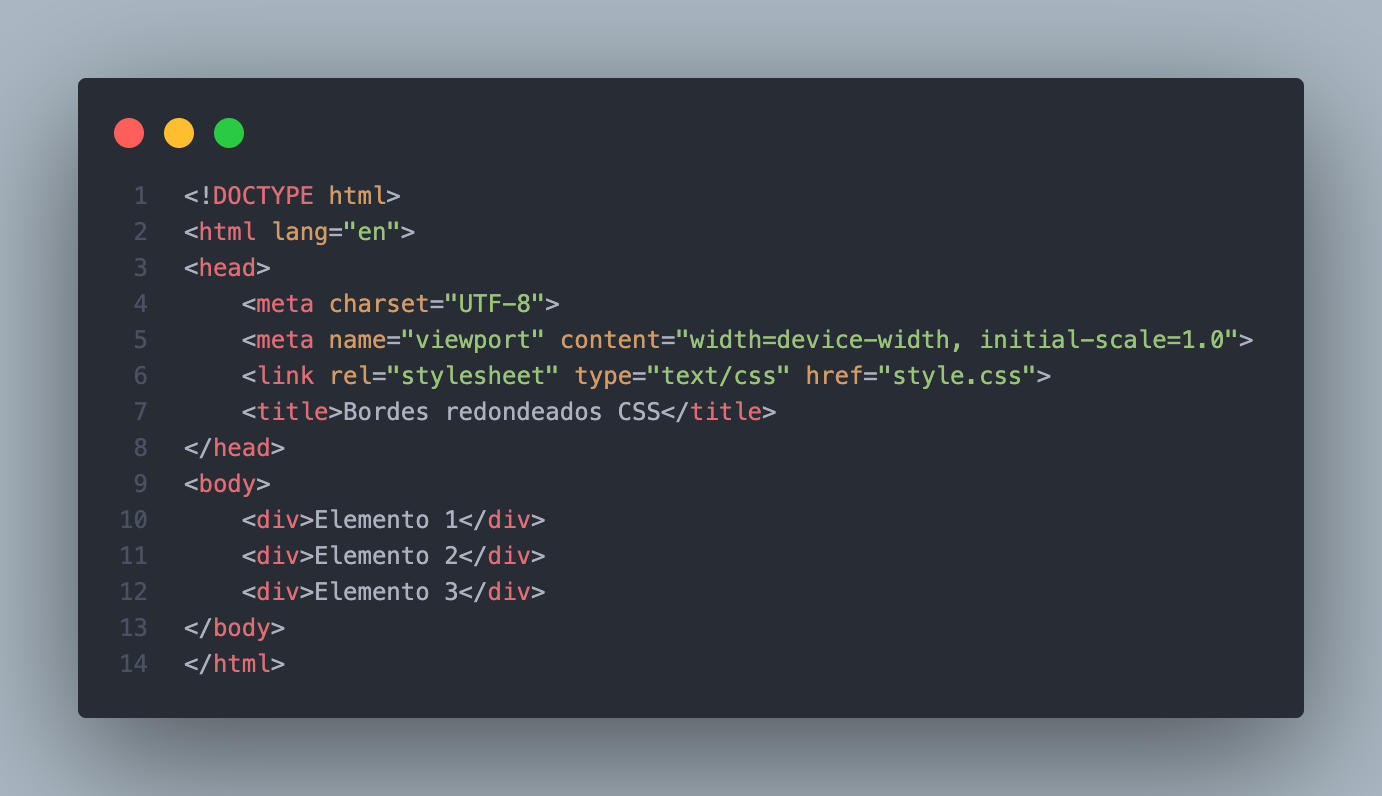 1 <!DOCTYPE html>
2 <html lang="en">
3 <head>
4     <meta charset="UTF-8">
5     <meta name="viewport" content="width=device-width, initial-scale=1.0">
6     <link rel="stylesheet" type="text/css" href="style.css">
7     <title>Bordes redondeados CSS</title>
8 </head>
9 <body>
10     <div>Elemento 1</div>
11     <div>Elemento 2</div>
12     <div>Elemento 3</div>
13 </body>
14 </html>